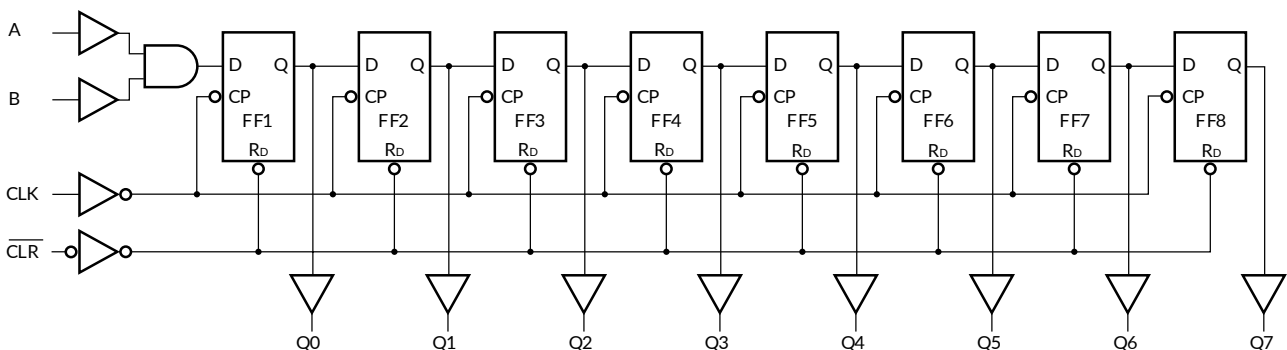 A
B
CLK
CLR
D Q
CP
FF1
RD
D Q
CP
FF2
RD
D Q
CP
FF3
RD
D Q
CP
FF4
RD
D Q
CP
FF5
RD
D Q
CP
FF6
RD
D Q
CP
FF7
RD
D Q
CP
FF8
RD
Q0 Q1 Q2 Q3 Q4 Q5 Q6 Q7